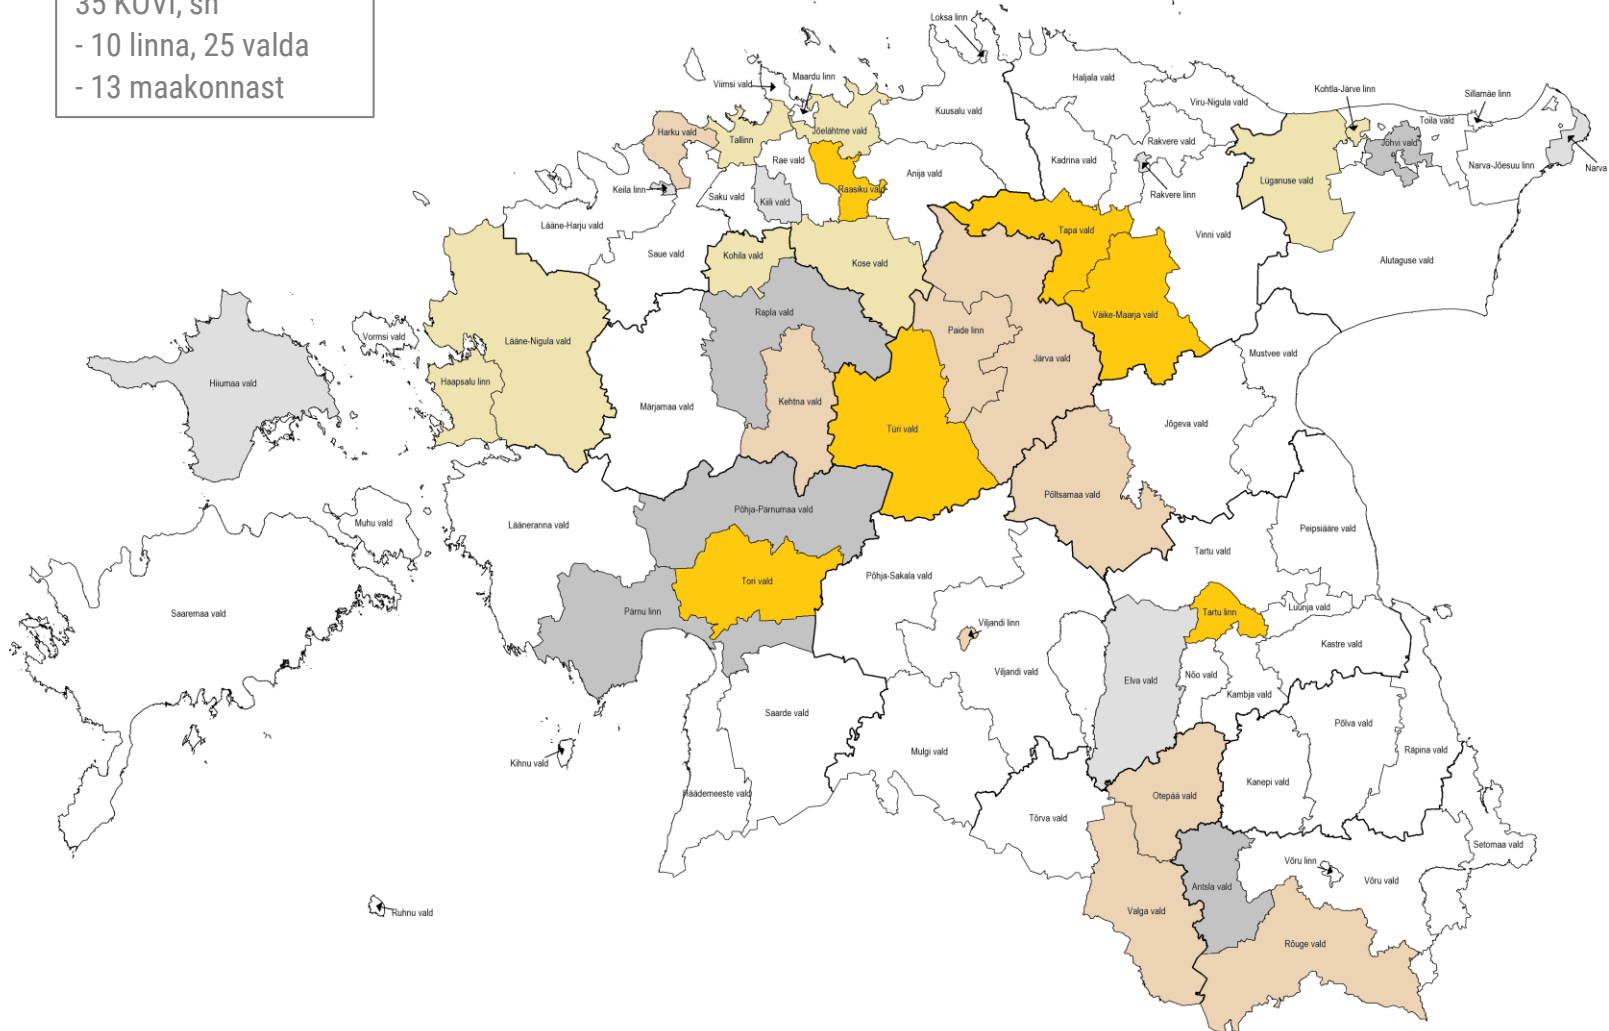 35 KOVi, sh
- 10 linna, 25 valda
- 13 maakonnast
Loksa linn
Viimsi vald
Maardu linn
Haljala vald
Kohtla-Järve linn
Sillamäe linn
Viru-Nigula vald
Kuusalu vald
Toila vald
Harku vald
Tallinn
Jõelähtme vald
Rakvere vald
Jõhvi vald
Rae vald
Kadrina vald
Narva-Jõesuu linn
Narva
Anija vald
Keila linn
Saku vald
Kiili vald
Raasiku vald
Rakvere linn
Lüganuse vald
Lääne-Harju vald
Tapa vald
Vinni vald
Saue vald
Kohila vald
Kose vald
Alutaguse vald
Rapla vald
Väike-Maarja vald
Vormsi vald
Lääne-Nigula vald
Paide linn
Järva vald
Mustvee vald
Hiiumaa vald
Haapsalu linn
Märjamaa vald
Kehtna vald
Türi vald
Jõgeva vald
Põltsamaa vald
Põhja-Pärnumaa vald
Muhu vald
Lääneranna vald
Peipsiääre vald
Tartu vald
Põhja-Sakala vald
Tori vald
Saaremaa vald
Pärnu linn
Tartu linn
Luunja vald
Viljandi linn
Kastre vald
Viljandi vald
Elva vald
Nõo vald
Kambja vald
Saarde vald
Põlva vald
Räpina vald
Mulgi vald
Kihnu vald
Kanepi vald
Häädemeeste vald
Otepää vald
Tõrva vald
Setomaa vald
Võru linn
Võru vald
Antsla vald
Valga vald
Ruhnu vald
Rõuge vald